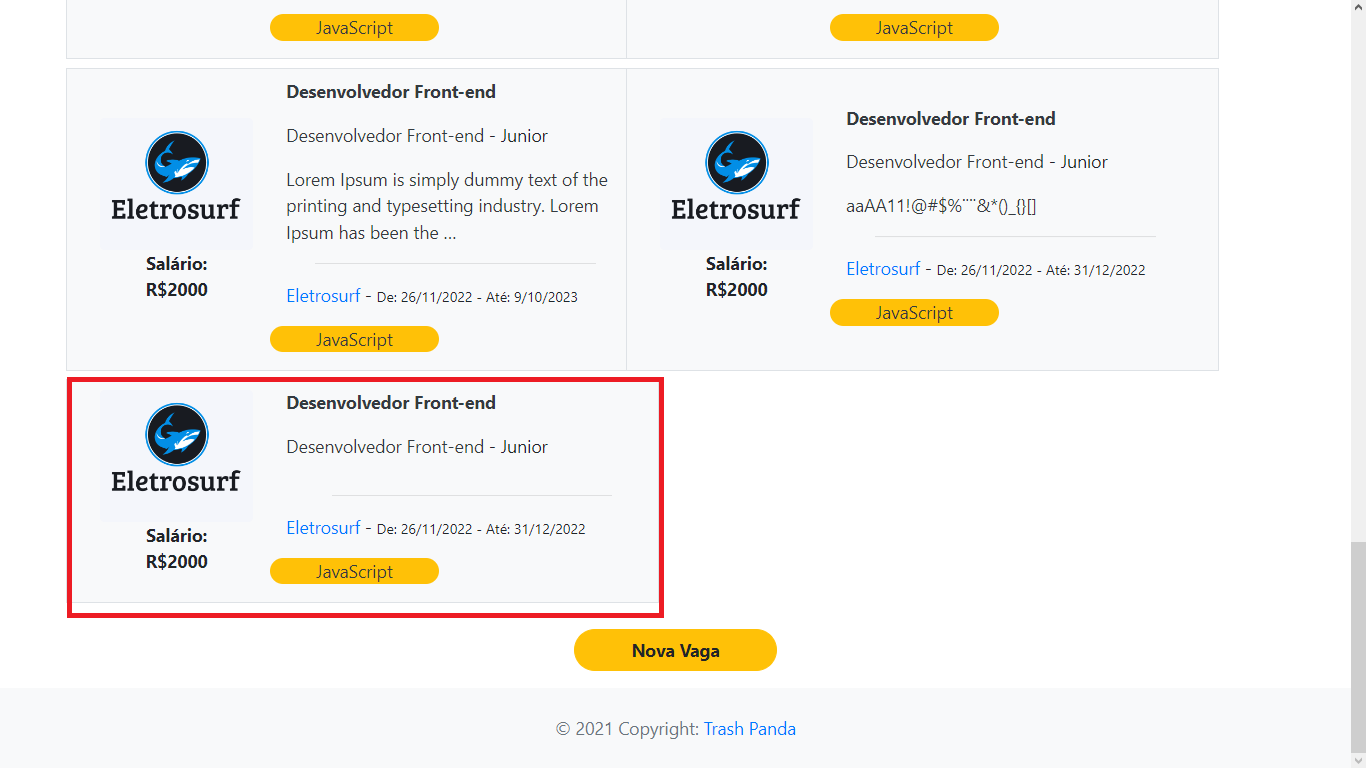 JavaScript
JavaScript
Desenvolvedor Front-end
Desenvolvedor Front-end - Junior
Lorem Ipsum is simply dummy text of the
printing and typesetting industry. Lorem
Ipsum has been the ...
Eletrosurf
Salário:
R$2000
Eletrosurf - De: 26/11/2022 - Até: 9/10/2023
JavaScript
Desenvolvedor Front-end
Desenvolvedor Front-end - Junior
aaAA11!@#$%¨¨&*()_{}[]
Eletrosurf
Salário:
R$2000
Eletrosurf - De: 26/11/2022 - Até: 31/12/2022
JavaScript
Desenvolvedor Front-end
Desenvolvedor Front-end - Junior
Eletrosurf
Salário:
R$2000
Eletrosurf - De: 26/11/2022 - Até: 31/12/2022
JavaScript
Nova Vaga
© 2021 Copyright: Trash Panda